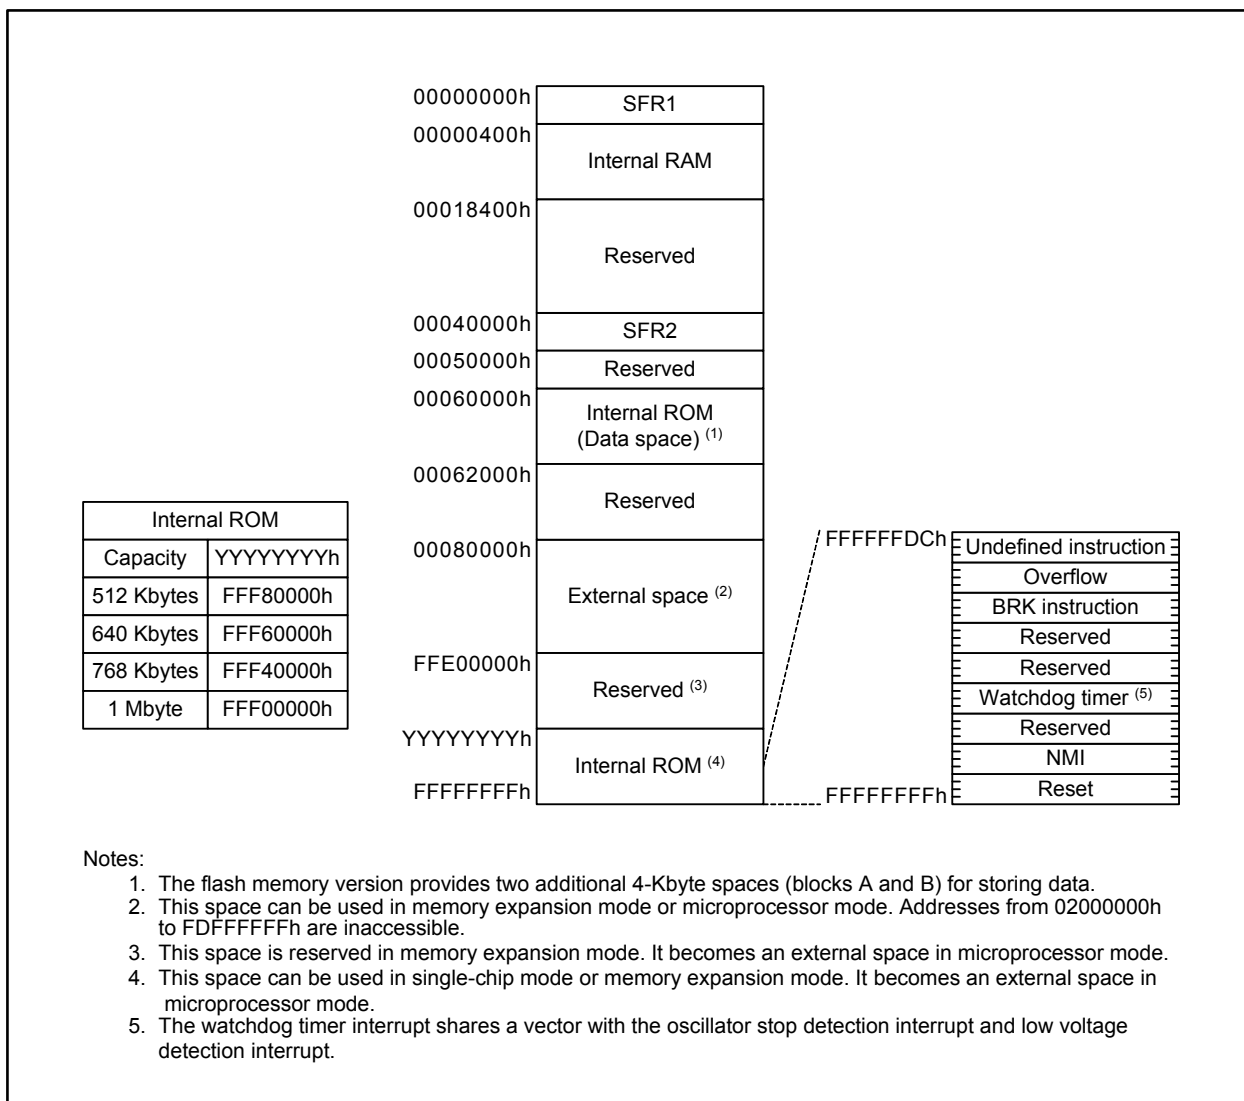 00000000h
SFR1
00000400h
Internal RAM
00018400h
Reserved
00040000h
SFR2
00050000h
Reserved
00060000h
Internal ROM
(Data space) (1)
00062000h
Reserved
00080000h
External space (2)
FFE00000h
Reserved (3)
YYYYYYYYh
Internal ROM (4)
FFFFFFFFh
Internal ROM
Capacity YYYYYYYYh
512 Kbytes FFF80000h
640 Kbytes FFF60000h
768 Kbytes FFF40000h
1 Mbyte FFF00000h
FFFFFFDCh
Undefined instruction
Overflow
BRK instruction
Reserved
Reserved
Watchdog timer (5)
Reserved
NMI
Reset
FFFFFFFFh
Notes:
1. The flash memory version provides two additional 4-Kbyte spaces (blocks A and B) for storing data.
2. This space can be used in memory expansion mode or microprocessor mode. Addresses from 02000000h
to FDFFFFFFh are inaccessible.
3. This space is reserved in memory expansion mode. It becomes an external space in microprocessor mode.
4. This space can be used in single-chip mode or memory expansion mode. It becomes an external space in
microprocessor mode.
5. The watchdog timer interrupt shares a vector with the oscillator stop detection interrupt and low voltage
detection interrupt.